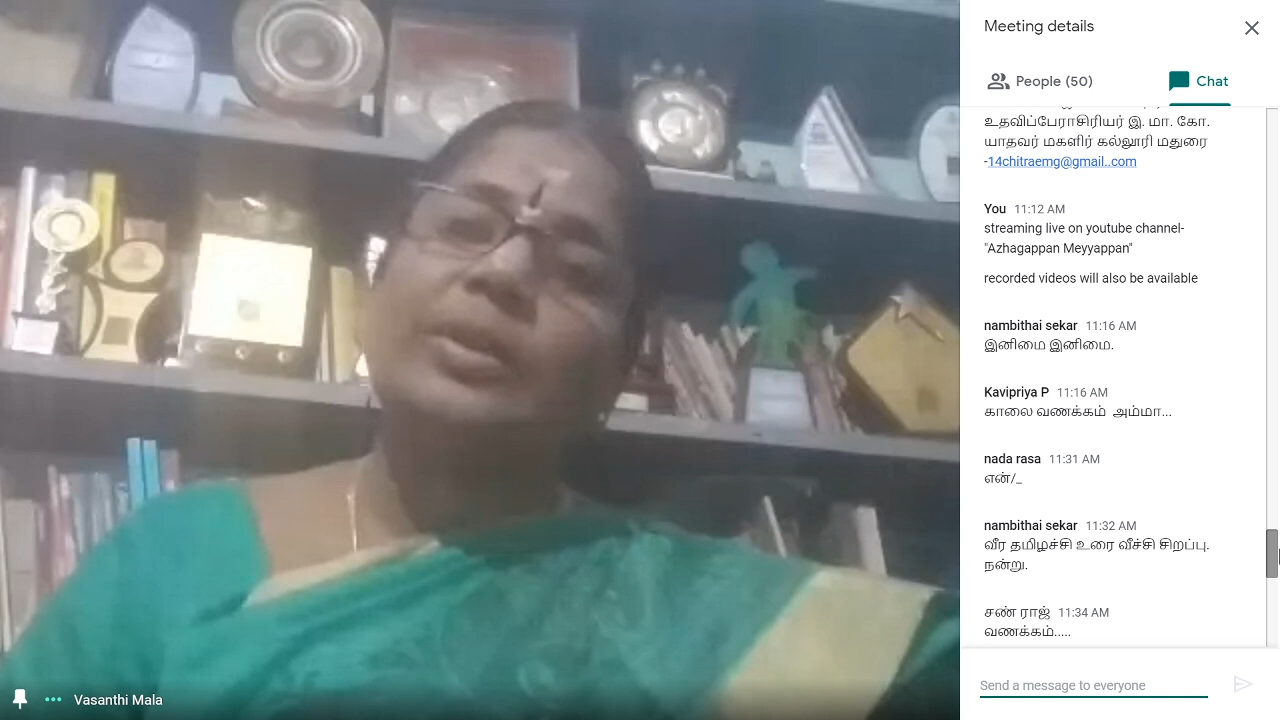 Meeting details
People (50)
Chat
உதவிப்பேராசிரியர் இ. மா. கோ.
யாதவர் மகளிர் கல்லூரி மதுரை
-14chitraemg@gmail..com
You 11:12 AM
streaming live on youtube channel-
"Azhagappan Meyyappan"
recorded videos will also be available
nambithai sekar 11:16 AM
இனிமை இனிமை.
Kavipriya P 11:16 AM
காலை வணக்கம் அம்மா...
nada rasa 11:31 AM
என்/_
nambithai sekar 11:32 AM
வீர தமிழச்சி உரை வீச்சி சிறப்பு.
நன்று.
சண் ராஜ் 11:34 AM
வணக்கம்.....
Send a message to everyone
Vasanthi Mala